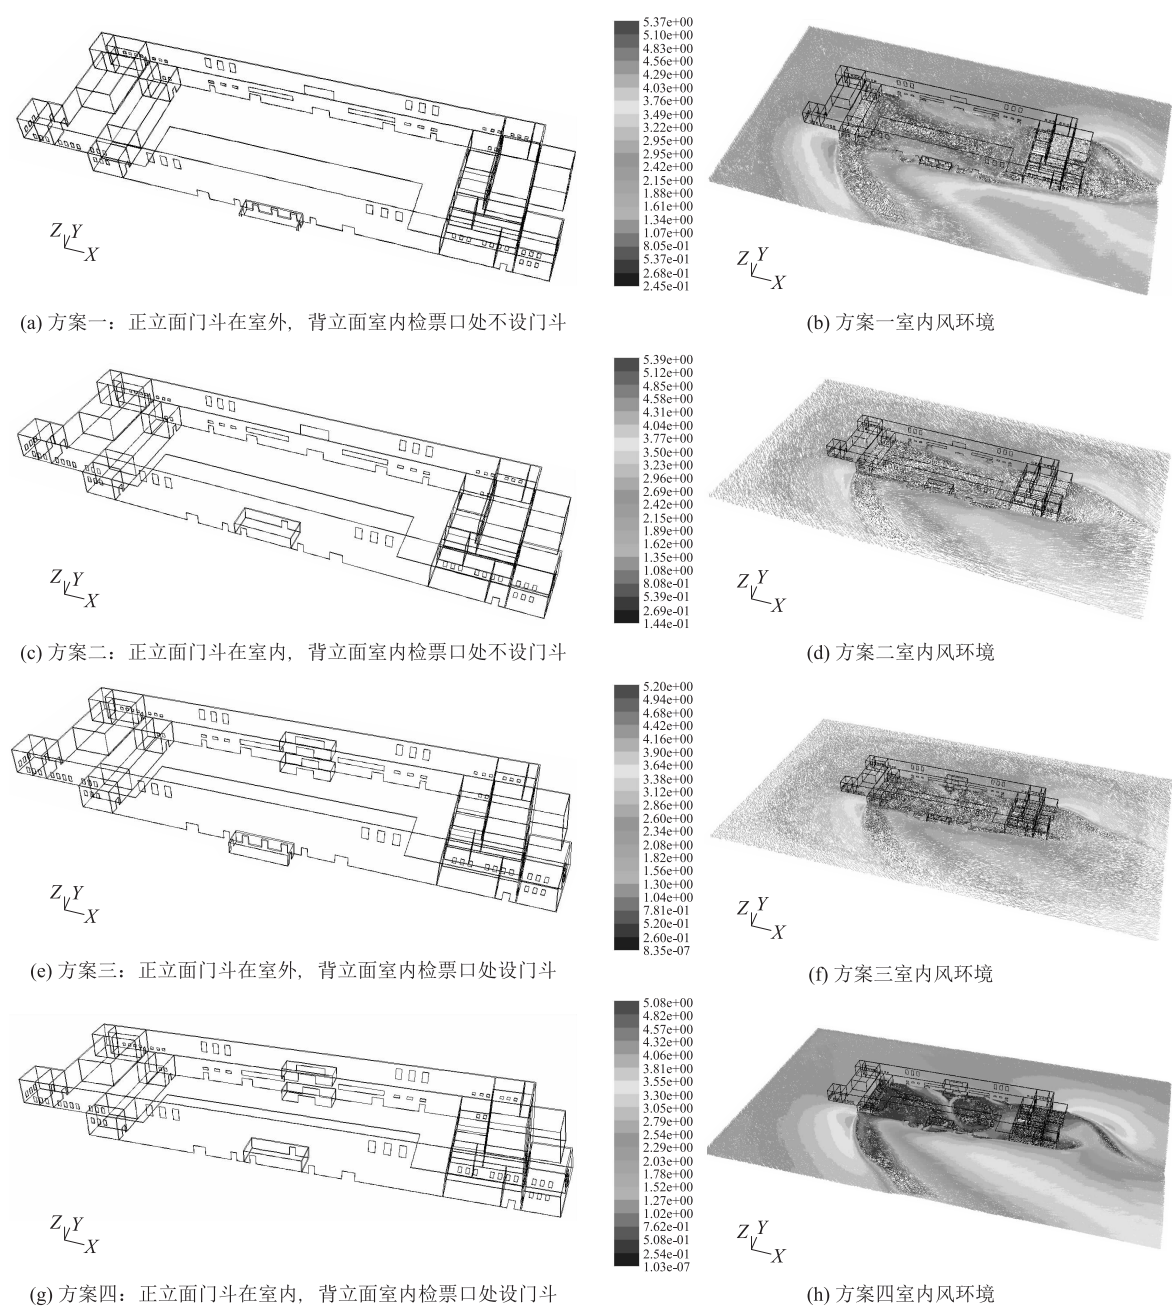 5.37e+00
5.10e+00
4.83e+00
4.56e+00
4.29e+00
4.03e+00
3.76e+00
3.49e+00
3.22e+00
2.95e+00
2.95e+00
2.42e+00
2.15e+00
1.88e+00
1.61e+00
1.34e+00
1.07e+00
8.05e-01
5.37e-01
2.68e-01
2.45e-01
Z Y
X
Z Y
X
(a) 方案一：正立面门斗在室外，背立面室内检票口处不设门斗
(b) 方案一室内风环境
5.39e+00
5.12e+00
4.85e+00
4.58e+00
4.31e+00
4.04e+00
3.77e+00
3.50e+00
3.23e+00
2.96e+00
2.69e+00
2.42e+00
2.15e+00
1.89e+00
1.62e+00
1.35e+00
1.08e+00
8.08e-01
5.39e-01
2.69e-01
1.44e-01
Z Y
X
Z Y
X
(c) 方案二：正立面门斗在室内，背立面室内检票口处不设门斗
(d) 方案二室内风环境
5.20e+00
4.94e+00
4.68e+00
4.42e+00
4.16e+00
3.90e+00
3.64e+00
3.38e+00
3.12e+00
2.86e+00
2.60e+00
2.34e+00
2.08e+00
1.82e+00
1.56e+00
1.30e+00
1.04e+00
7.81e-01
5.20e-01
2.60e-01
8.35e-07
Z Y
X
Z Y
X
(e) 方案三：正立面门斗在室外，背立面室内检票口处设门斗
(f) 方案三室内风环境
5.08e+00
4.82e+00
4.57e+00
4.32e+00
4.06e+00
3.81e+00
3.55e+00
3.30e+00
3.05e+00
2.79e+00
2.54e+00
2.29e+00
2.03e+00
1.78e+00
1.52e+00
1.27e+00
1.02e+00
7.62e-01
5.08e-01
2.54e-01
1.03e-07
Z Y
X
Z Y
X
(g) 方案四：正立面门斗在室内，背立面室内检票口处设门斗
(h) 方案四室内风环境